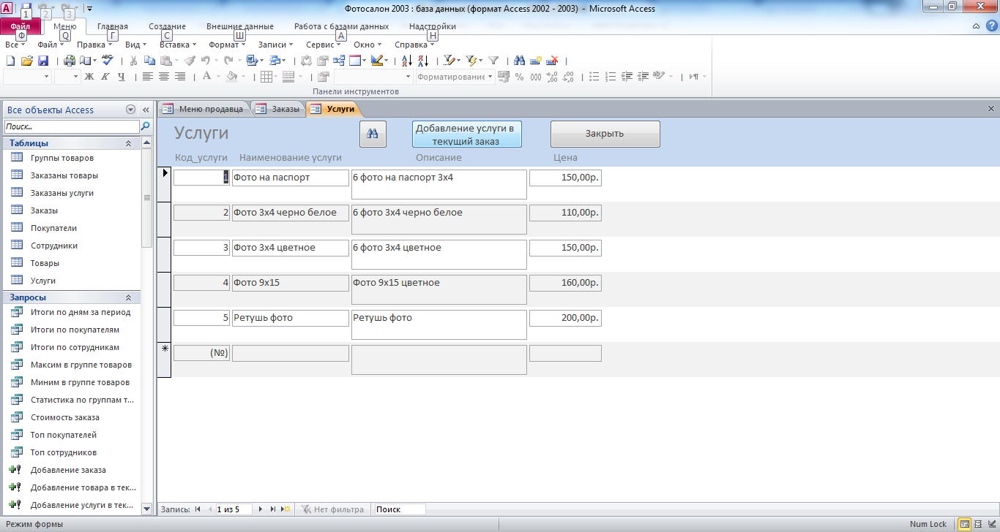 Фотосалон 2003 : база данных (формат Access 2002 - 2003) - Microsoft Access
1 2 3
Файл Меню Главная Создание Внешние данные Работа с базами данных Надстройки
Ф Q Г С Ш А Н
Все Файл Правка Вид Вставка Формат Записи Сервис Окно Справка
Ж К Ч Форматирование % 000
Панели инструментов
Все объекты Access
Поиск...
Таблицы
Группы товаров
Заказаны товары
Заказаны услуги
Заказы
Покупатели
Сотрудники
Товары
Услуги
Запросы
Итоги по дням за период
Итоги по покупателям
Итоги по сотрудникам
Максим в группе товаров
Миним в группе товаров
Статистика по группам т...
Стоимость заказа
Топ покупателей
Топ сотрудников
Добавление заказа
Добавление товара в тек...
Добавление услуги в тек...
Меню продавца Заказы Услуги
Услуги
Добавление услуги в
текущий заказ
Закрыть
Код_услуги Наименование услуги Описание Цена
1 Фото на паспорт 6 фото на паспорт 3х4 150,00р.
2 Фото 3х4 черно белое 6 фото 3х4 черно белое 110,00р.
3 Фото 3х4 цветное 6 фото 3х4 цветное 150,00р.
4 Фото 9х15 Фото 9х15 цветное 160,00р.
5 Ретушь фото Ретушь фото 200,00р.
(№)
Запись: 1 из 5 Нет фильтра Поиск
Режим формы Num Lock